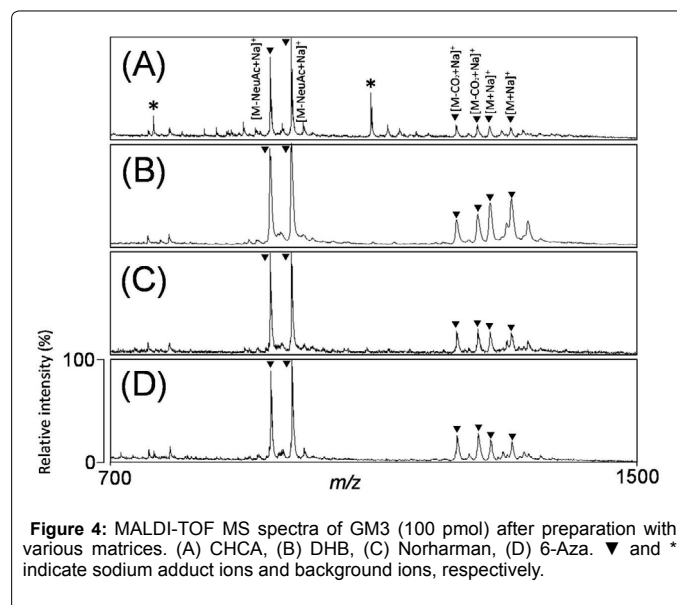 (A)
*
[M-NeuAc+Na]⁺
▼
▼
[M-NeuAc+Na]⁺
*
[M-CO₂+Na]⁺
[M-CO₂+Na]⁺
[M+Na]⁺
[M+Na]⁺
▼ ▼ ▼ ▼
(B)
▼ ▼ ▼ ▼ ▼ ▼
(C)
▼ ▼ ▼ ▼ ▼ ▼
(D)
▼ ▼ ▼ ▼ ▼ ▼
Relative intensity (%)
100
0
700
m/z
1500
Figure 4: MALDI-TOF MS spectra of GM3 (100 pmol) after preparation with
various matrices. (A) CHCA, (B) DHB, (C) Norharman, (D) 6-Aza. ▼ and *
indicate sodium adduct ions and background ions, respectively.